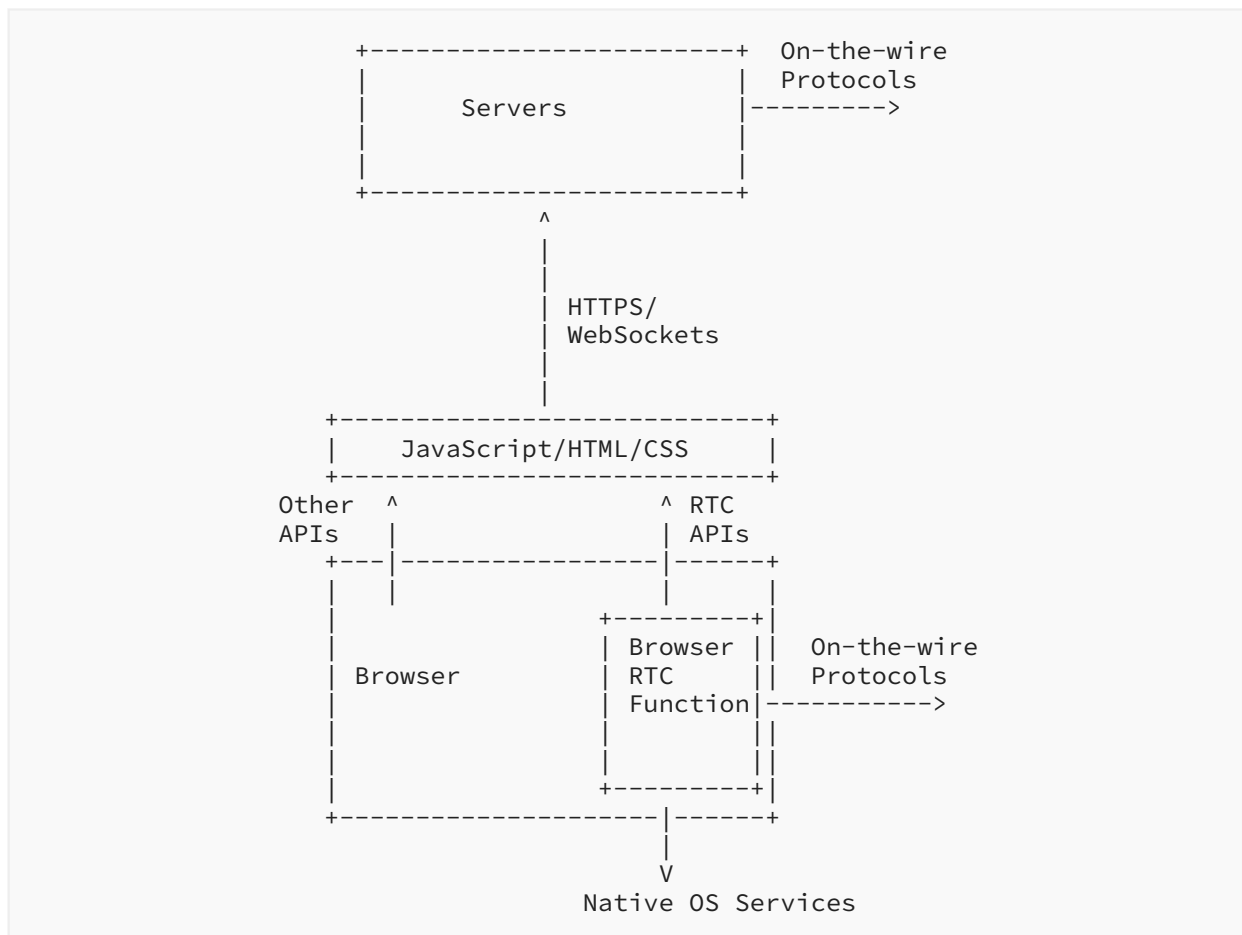 On-the-wire
Protocols
Servers
HTTPS/
WebSockets
JavaScript/HTML/CSS
Other
RTC
APIs
APIs
Browser
On-the-wire
Browser
RTC
Protocols
Function
Native OS Services